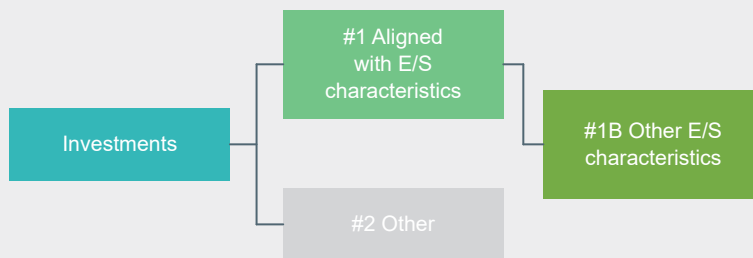 Investments
#1 Aligned
with E/S
characteristics
#2 Other
#1B Other E/S
characteristics